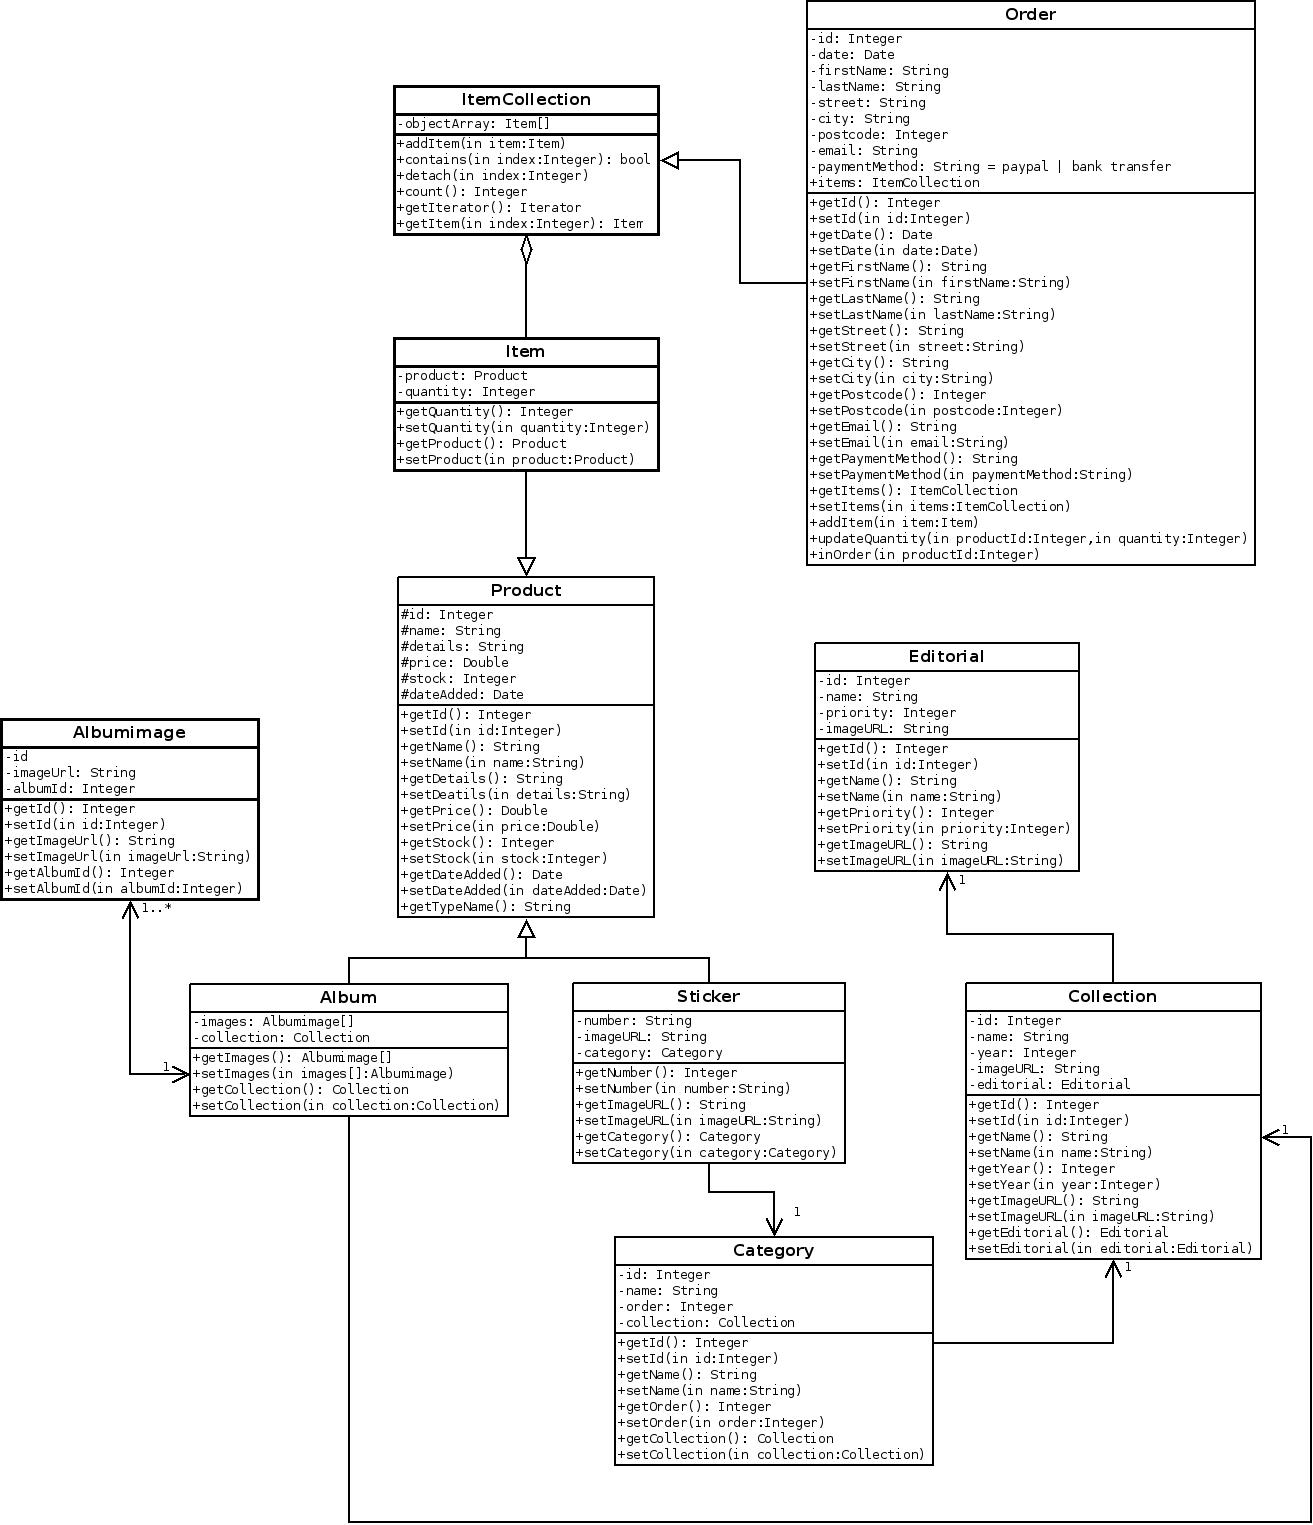 Order
-id: Integer
-date: Date
-firstName: String
-lastName: String
-street: String
-city: String
-postcode: Integer
-email: String
-paymentMethod: String = paypal | bank transfer
+items: ItemCollection
+getId(): Integer
+setId(in id:Integer)
+getDate(): Date
+setDate(in date:Date)
+getFirstName(): String
+setFirstName(in firstName:String)
+getLastName(): String
+setLastName(in lastName:String)
+getStreet(): String
+setStreet(in street:String)
+getCity(): String
+setCity(in city:String)
+getPostcode(): Integer
+setPostcode(in postcode:Integer)
+getEmail(): String
+setEmail(in email:String)
+getPaymentMethod(): String
+setPaymentMethod(in paymentMethod:String)
+getItems(): ItemCollection
+setItems(in items:ItemCollection)
+addItem(in item:Item)
+updateQuantity(in productId:Integer,in quantity:Integer)
+inOrder(in productId:Integer)
ItemCollection
-objectArray: Item[]
+addItem(in item:Item)
+contains(in index:Integer): bool
+detach(in index:Integer)
+count(): Integer
+getIterator(): Iterator
+getItem(in index:Integer): Item
Item
-product: Product
-quantity: Integer
+getQuantity(): Integer
+setQuantity(in quantity:Integer)
+getProduct(): Product
+setProduct(in product:Product)
Product
#id: Integer
#name: String
#details: String
#price: Double
#stock: Integer
#dateAdded: Date
+getId(): Integer
+setId(in id:Integer)
+getName(): String
+setName(in name:String)
+getDetails(): String
+setDeatils(in details:String)
+getPrice(): Double
+setPrice(in price:Double)
+getStock(): Integer
+setStock(in stock:Integer)
+getDateAdded(): Date
+setDateAdded(in dateAdded:Date)
+getTypeName(): String
Editorial
-id: Integer
-name: String
-priority: Integer
-imageURL: String
+getId(): Integer
+setId(in id:Integer)
+getName(): String
+setName(in name:String)
+getPriority(): Integer
+setPriority(in priority:Integer)
+getImageURL(): String
+setImageURL(in imageURL:String)
1
Albumimage
-id
-imageUrl: String
-albumId: Integer
+getId(): Integer
+setId(in id:Integer)
+getImageUrl(): String
+setImageUrl(in imageUrl:String)
+getAlbumId(): Integer
+setAlbumId(in albumId:Integer)
1..*
1
Album
-images: Albumimage[]
-collection: Collection
+getImages(): Albumimage[]
+setImages(in images[]:Albumimage)
+getCollection(): Collection
+setCollection(in collection:Collection)
Sticker
-number: String
-imageURL: String
-category: Category
+getNumber(): Integer
+setNumber(in number:String)
+getImageURL(): String
+setImageURL(in imageURL:String)
+getCategory(): Category
+setCategory(in category:Category)
1
Collection
-id: Integer
-name: String
-year: Integer
-imageURL: String
-editorial: Editorial
+getId(): Integer
+setId(in id:Integer)
+getName(): String
+setName(in name:String)
+getYear(): Integer
+setYear(in year:Integer)
+getImageURL(): String
+setImageURL(in imageURL:String)
+getEditorial(): Editorial
+setEditorial(in editorial:Editorial)
1
1
Category
-id: Integer
-name: String
-order: Integer
-collection: Collection
+getId(): Integer
+setId(in id:Integer)
+getName(): String
+setName(in name:String)
+getOrder(): Integer
+setOrder(in order:Integer)
+getCollection(): Collection
+setCollection(in collection:Collection)